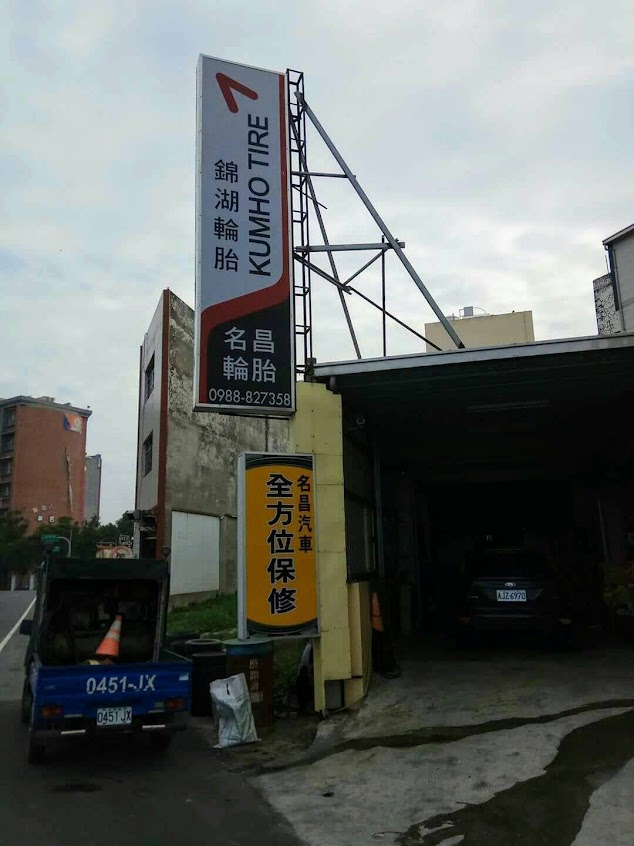 KUMHO TIRE
錦湖輪胎
名昌
輪胎
0988-827358
名昌汽車
全方位保修
0451-JX
0451 JX
AJZ 6970